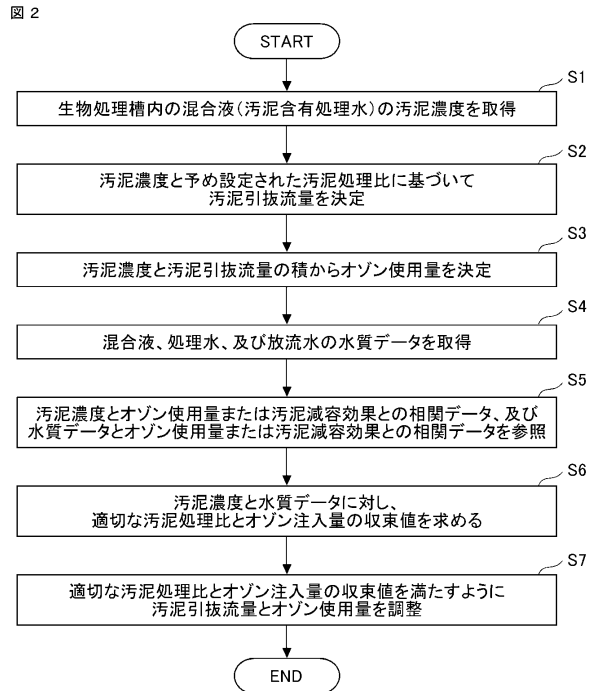 図 2
START
S1
生物処理槽内の混合液(汚泥含有処理水)の汚泥濃度を取得
S2
汚泥濃度と予め設定された汚泥処理比に基づいて
汚泥引抜流量を決定
S3
汚泥濃度と汚泥引抜流量の積からオゾン使用量を決定
S4
混合液、処理水、及び放流水の水質データを取得
S5
汚泥濃度とオゾン使用量または汚泥減容効果との相関データ、及び
水質データとオゾン使用量または汚泥減容効果との相関データを参照
S6
汚泥濃度と水質データに対し、
適切な汚泥処理比とオゾン注入量の収束値を求める
S7
適切な汚泥処理比とオゾン注入量の収束値を満たすように
汚泥引抜流量とオゾン使用量を調整
END